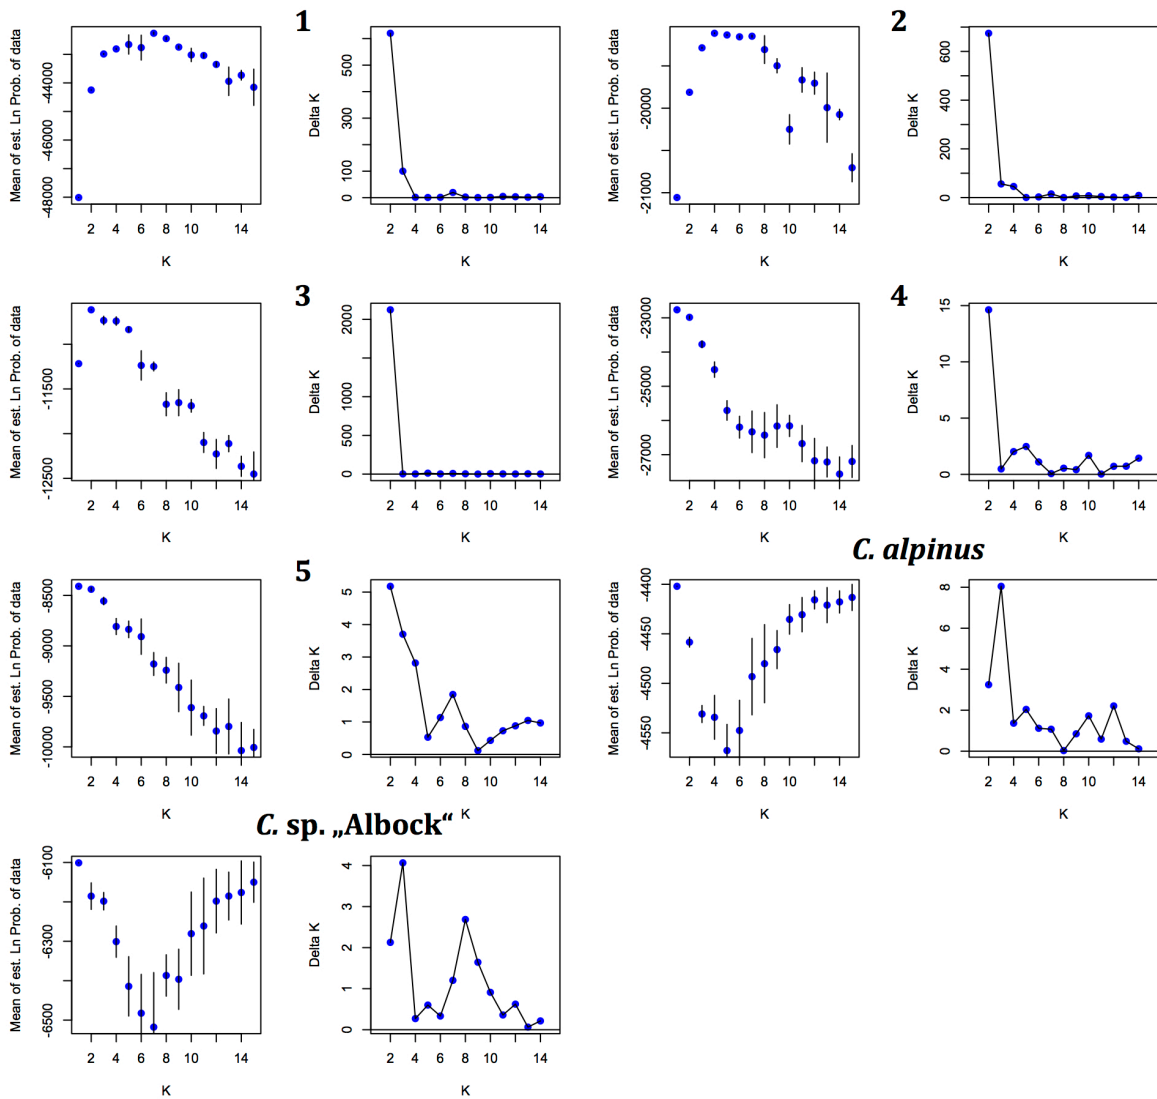 1
Mean of est. Ln Prob. of data
-48000
-46000
-44000
2 4 6 8 10 14
K
Delta K
0 100 300 500
2 4 6 8 10 14
K
2
Mean of est. Ln Prob. of data
-21000
-20000
2 4 6 8 10 14
K
Delta K
0 200 400 600
2 4 6 8 10 14
K
3
Mean of est. Ln Prob. of data
-12500
-11500
2 4 6 8 10 14
K
Delta K
0 500 1000 2000
2 4 6 8 10 14
K
4
Mean of est. Ln Prob. of data
-27000
-25000
-23000
2 4 6 8 10 14
K
Delta K
0 5 10 15
2 4 6 8 10 14
K
5
Mean of est. Ln Prob. of data
-10000
-9500
-9000
-8500
2 4 6 8 10 14
K
Delta K
0 1 2 3 4 5
2 4 6 8 10 14
K
C. alpinus
Mean of est. Ln Prob. of data
-4550
-4500
-4450
-4400
2 4 6 8 10 14
K
Delta K
0 2 4 6 8
2 4 6 8 10 14
K
C. sp. „Albock“
Mean of est. Ln Prob. of data
-6500
-6300
-6100
2 4 6 8 10 14
K
Delta K
0 1 2 3 4
2 4 6 8 10 14
K